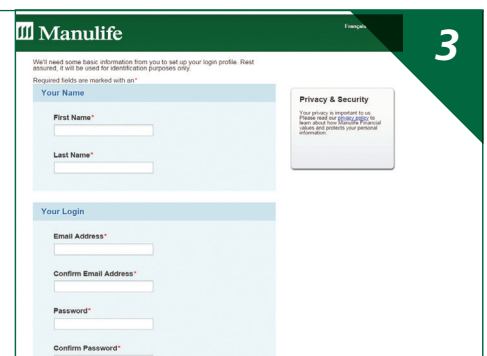 Manulife
Français
3
We'll need some basic information from you to set up your login profile. Rest
assured, it will be used for identification purposes only.
Required fields are marked with an*
Your Name
First Name*
Last Name*
Privacy & Security
Your privacy is important to us.
Please read our privacy policy to
learn about how Manulife Financial
values and protects your personal
information.
Your Login
Email Address*
Confirm Email Address*
Password*
Confirm Password*